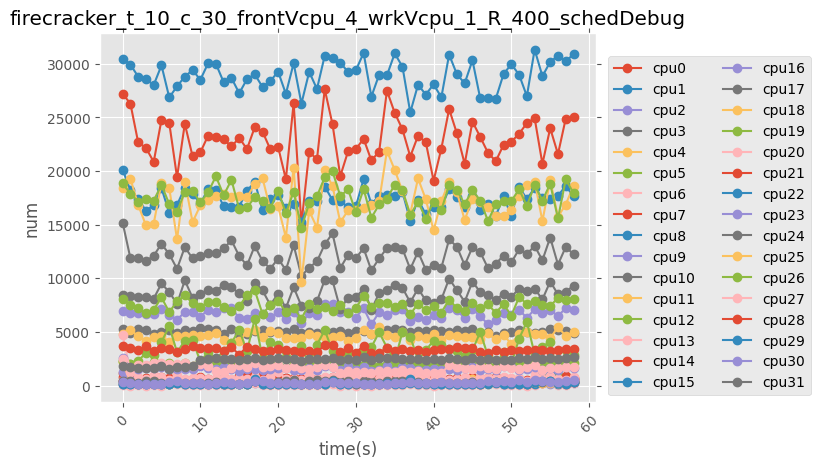 firecracker_t_10_c_30_frontVcpu_4_wrkVcpu_1_R_400_schedDebug
num
30000
25000
20000
15000
10000
5000
0
0 10 20 30 40 50 60
time(s)
cpu0 cpu16
cpu1 cpu17
cpu2 cpu18
cpu3 cpu19
cpu4 cpu20
cpu5 cpu21
cpu6 cpu22
cpu7 cpu23
cpu8 cpu24
cpu9 cpu25
cpu10 cpu26
cpu11 cpu27
cpu12 cpu28
cpu13 cpu29
cpu14 cpu30
cpu15 cpu31